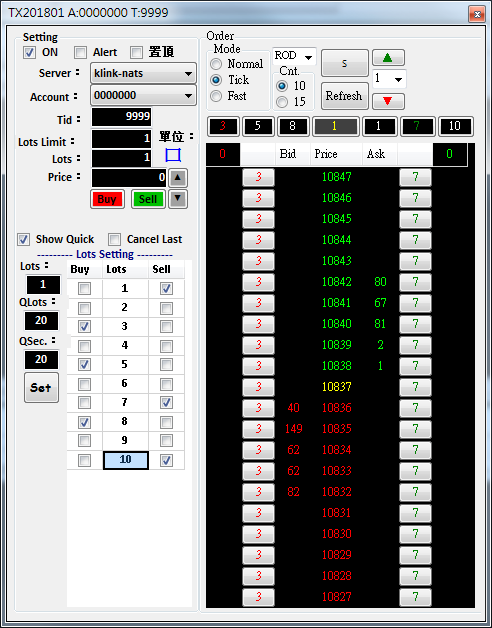 TX201801 A:0000000 T:9999
Setting
ON Alert 置頂
Server： klink-nats
Account： 0000000
Tid： 9999
Lots Limit： 1 單位：
Lots： 1 口
Price： 0 ▲
Buy Sell ▼
Show Quick Cancel Last
--------- Lots Setting ---------
Lots：
1
QLots：
20
QSec.：
20
Set
Buy Lots Sell
1
2
3
4
5
6
7
8
9
10
Order
Mode
Normal
Tick
Fast
ROD
Cnt.
10
15
S
Refresh
▲
1
▼
3 5 8 1 1 7 10
0 Bid Price Ask 0
3 10847 7
3 10846 7
3 10845 7
3 10844 7
3 10843 7
3 10842 80 7
3 10841 67 7
3 10840 81 7
3 10839 2 7
3 10838 1 7
3 10837 7
3 40 10836 7
3 149 10835 7
3 62 10834 7
3 62 10833 7
3 82 10832 7
3 10831 7
3 10830 7
3 10829 7
3 10828 7
3 10827 7